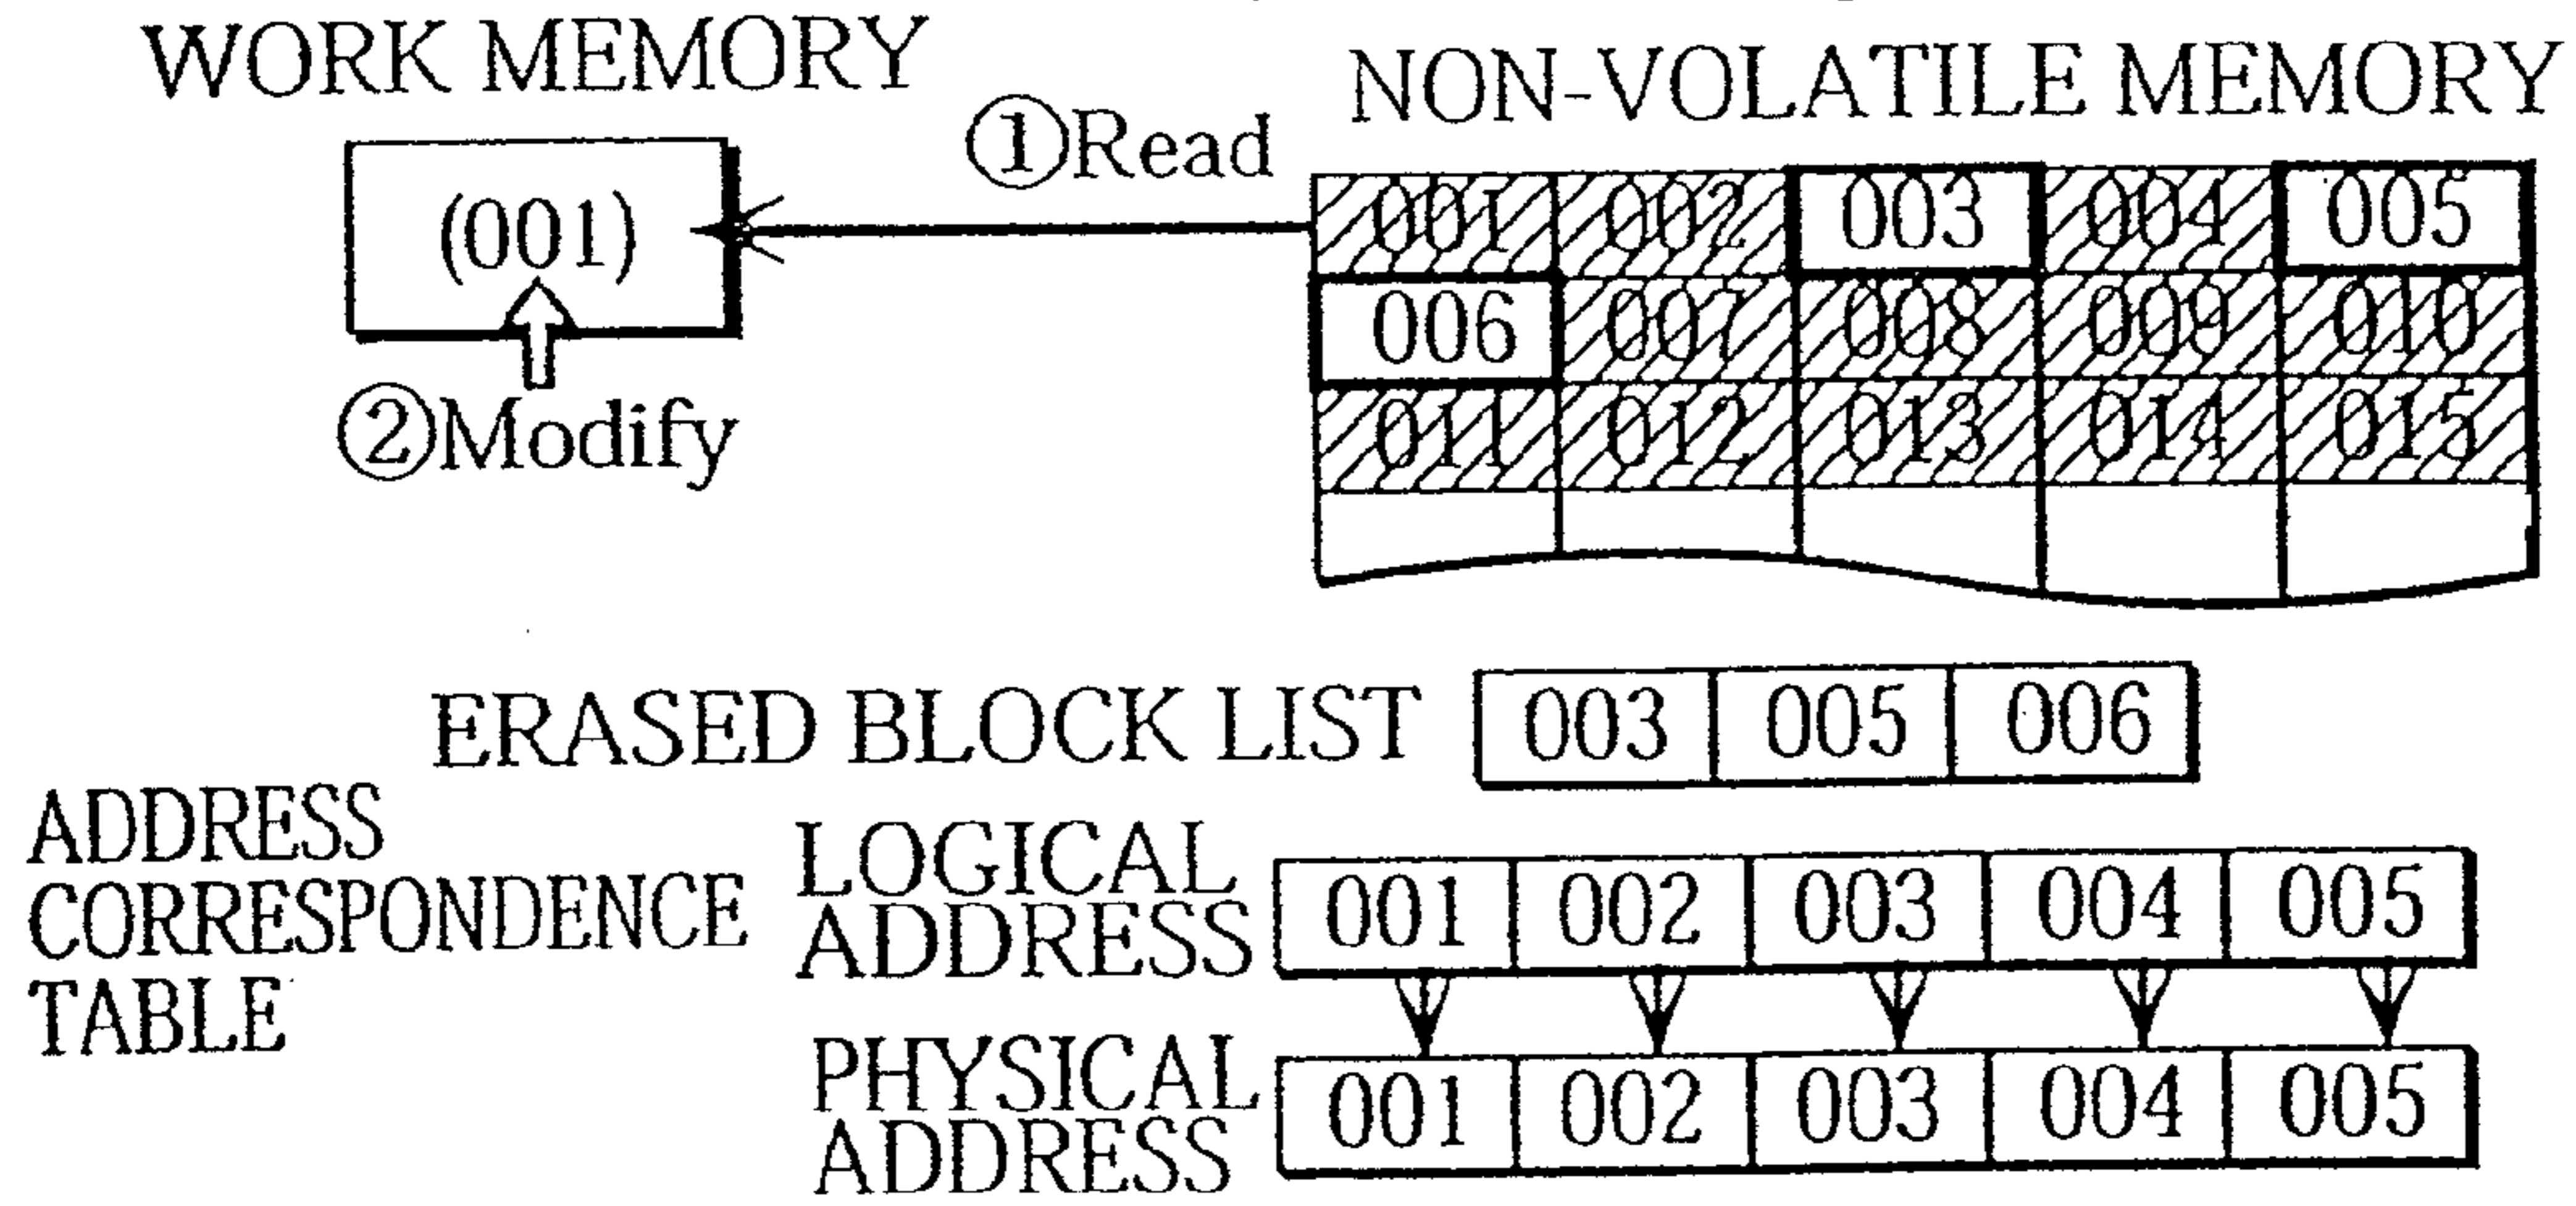 WORK MEMORY
NON-VOLATILE MEMORY
①Read
(001)
②Modify
001 002 003 004 005
006 007 008 009 010
011 012 013 014 015
ERASED BLOCK LIST 003 005 006
ADDRESS
CORRESPONDENCE
TABLE
LOGICAL
ADDRESS
001 002 003 004 005
PHYSICAL
ADDRESS
001 002 003 004 005